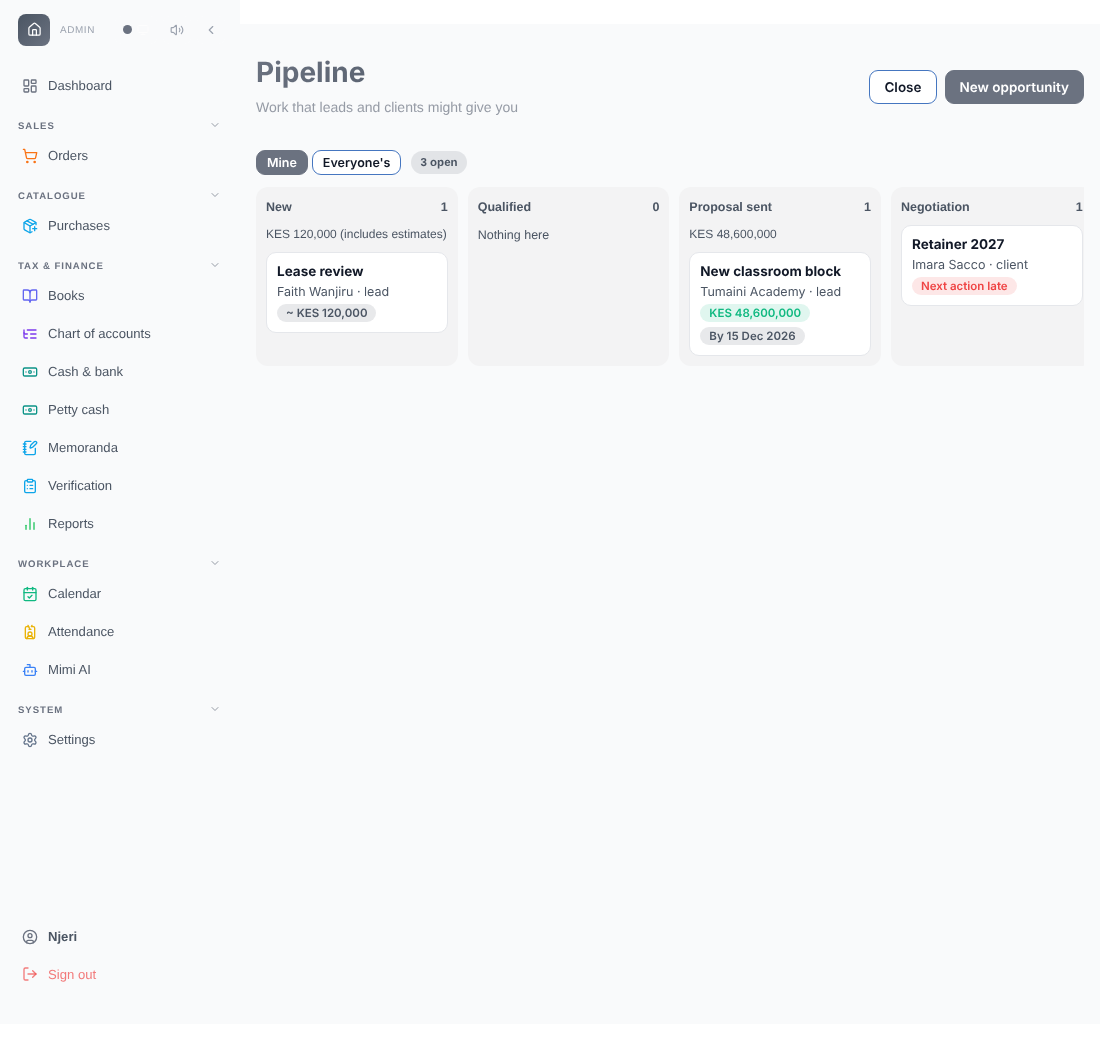 ADMIN
Dashboard
SALES
Orders
CATALOGUE
Purchases
TAX & FINANCE
Books
Chart of accounts
Cash & bank
Petty cash
Memoranda
Verification
Reports
WORKPLACE
Calendar
Attendance
Mimi AI
SYSTEM
Settings
Njeri
Sign out
Pipeline
Work that leads and clients might give you
Close
New opportunity
Mine
Everyone's
3 open
New 1
KES 120,000 (includes estimates)
Lease review
Faith Wanjiru · lead
~ KES 120,000
Qualified 0
Nothing here
Proposal sent 1
KES 48,600,000
New classroom block
Tumaini Academy · lead
KES 48,600,000
By 15 Dec 2026
Negotiation 1
Retainer 2027
Imara Sacco · client
Next action late